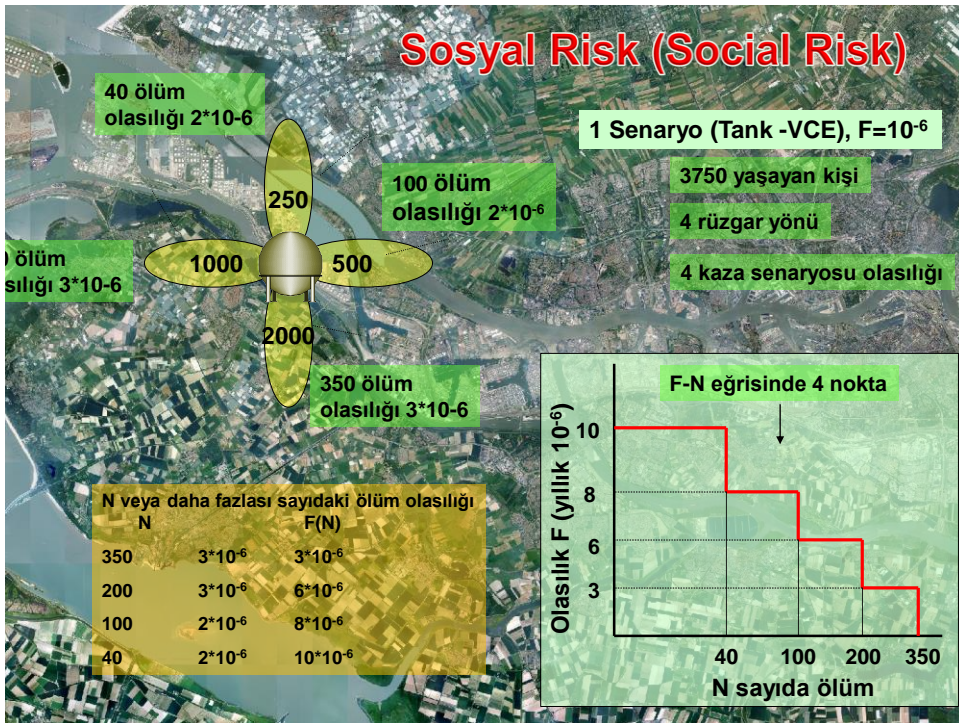 Sosyal Risk (Social Risk)
40 ölüm
olasılığı 2*10-6
1 Senaryo (Tank -VCE), F=10⁻⁶
3750 yaşayan kişi
4 rüzgar yönü
4 kaza senaryosu olasılığı
100 ölüm
olasılığı 2*10⁻⁶
250
1000
500
2000
ölüm
3*10-6
350 ölüm
olasılığı 3*10-6
N veya daha fazlası sayıdaki ölüm olasılığı
N F(N)
350 3*10⁻⁶ 3*10⁻⁶
200 3*10⁻⁶ 6*10⁻⁶
100 2*10⁻⁶ 8*10⁻⁶
40 2*10⁻⁶ 10*10⁻⁶
F-N eğrisinde 4 nokta
Olasılık F (yıllık 10⁻⁶)
10
8
6
3
40 100 200 350
N sayıda ölüm